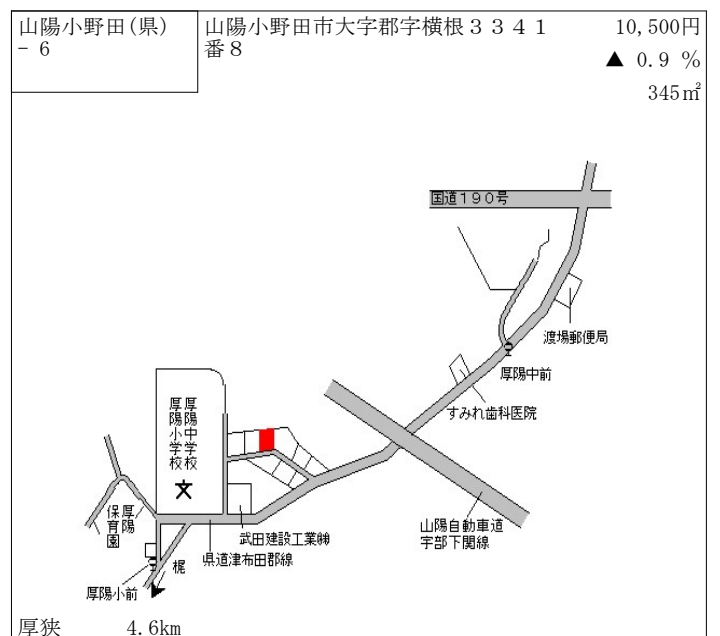 山陽小野田(県)
- 6
山陽小野田市大字郡字横根３３４１
番８
10,500円
▲ 0.9 %
345㎡
国道１９０号
渡場郵便局
厚陽中前
すみれ歯科医院
厚陽中学校
厚陽小学校
文
厚陽
保育園
武田建設工業㈱
県道津布田郡線
山陽自動車道
宇部下関線
梶
厚陽小前
厚狭 4.6km